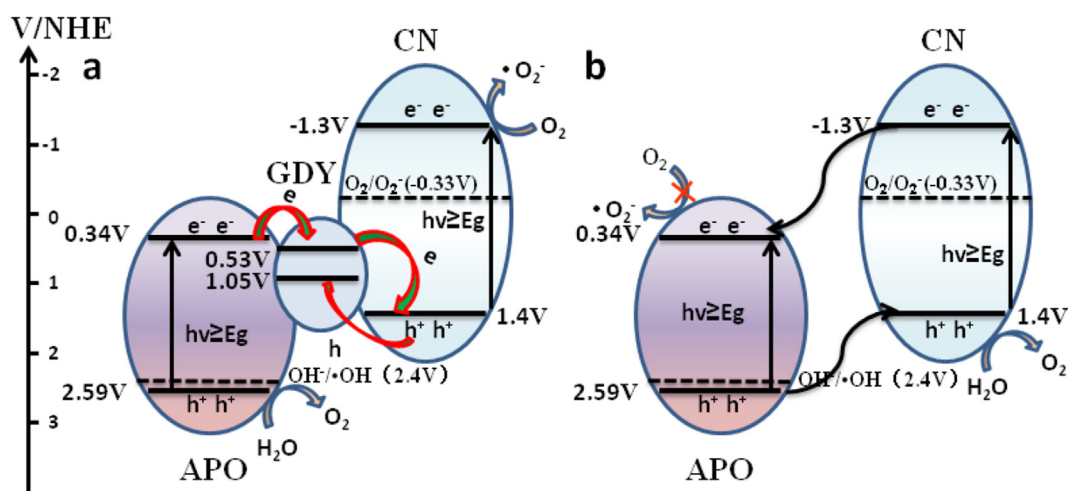 V/NHE
-2
-1
0
1
2
3
a
CN
• O₂⁻
e⁻ e⁻
-1.3V
O₂
GDY
O₂/O₂⁻(-0.33V)
e
hv≥Eg
e⁻ e⁻
0.34V
0.53V
e
1.05V
1.4V
h⁺ h⁺
hv≥Eg
h
OH⁻/•OH (2.4V)
2.59V
h⁺ h⁺
O₂
H₂O
APO
b
CN
e⁻ e⁻
-1.3V
O₂
O₂/O₂⁻(-0.33V)
• O₂⁻
e⁻ e⁻
hv≥Eg
0.34V
hv≥Eg
1.4V
h⁺ h⁺
O₂
OH⁻/•OH (2.4V)
H₂O
2.59V
h⁺ h⁺
APO